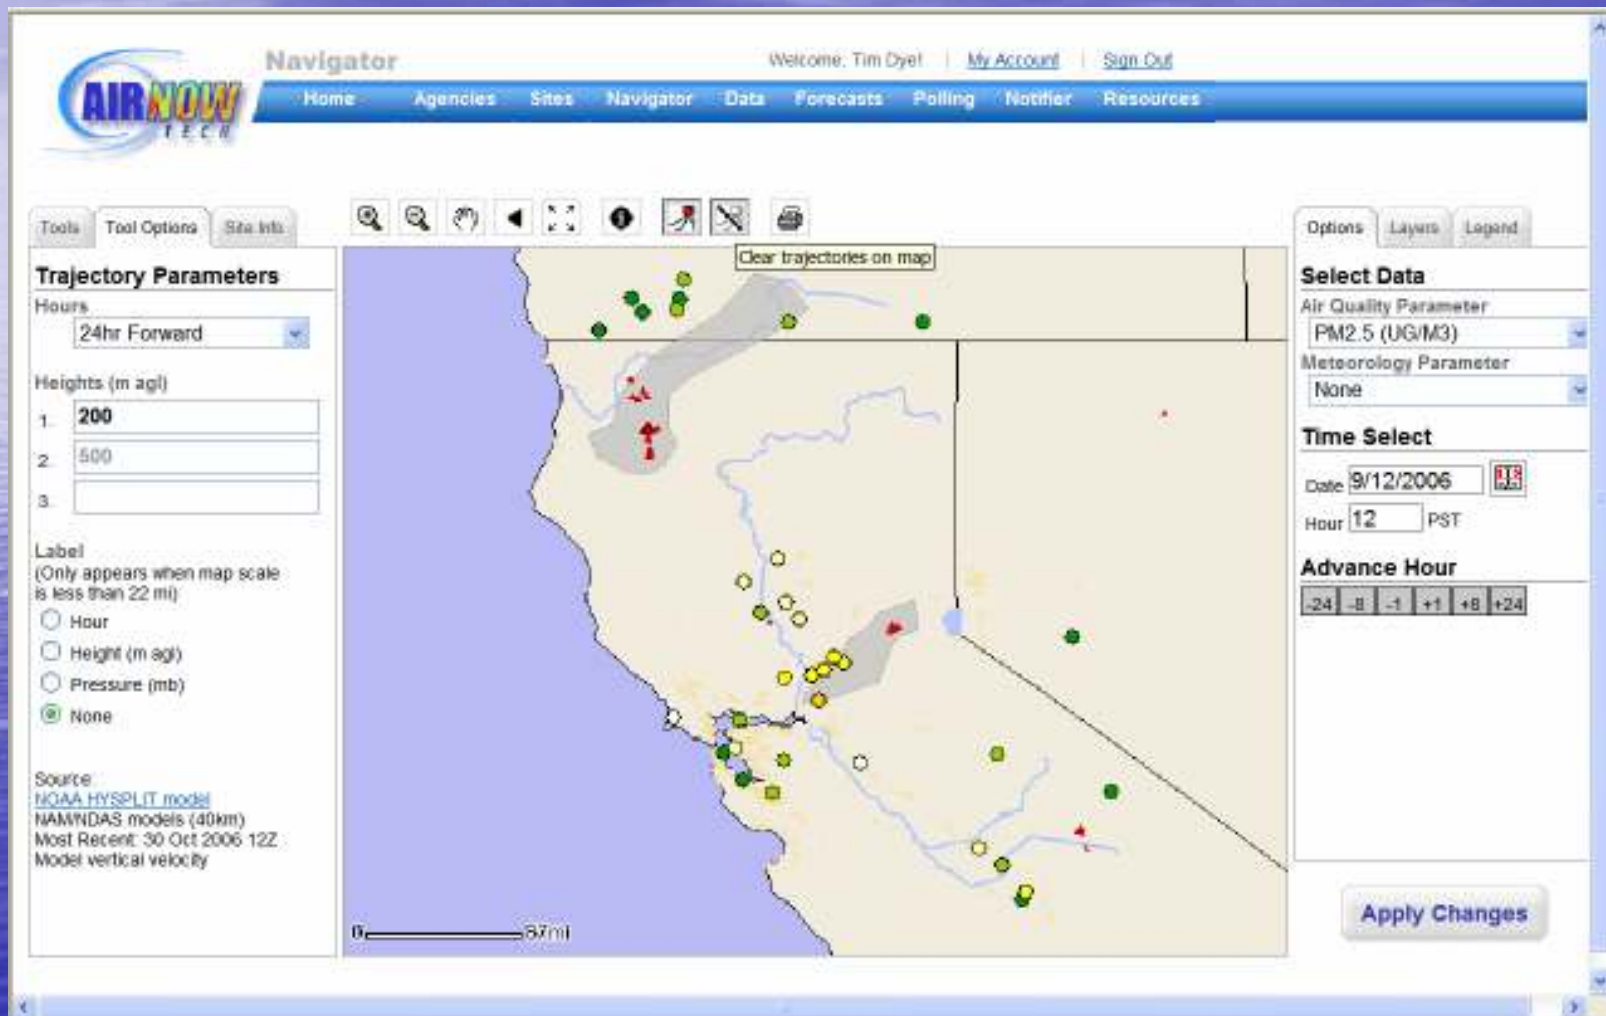 AIRNOW
TECH
Navigator
Welcome, Tim Dye!
My Account
Sign Out
Home
Agencies
Sites
Navigator
Data
Forecasts
Polling
Notifier
Resources
Tools
Tool Options
Site Info
Trajectory Parameters
Hours
24hr Forward
Heights (m agl)
1. 200
2. 500
3.
Label
(Only appears when map scale
is less than 22 mi)
Hour
Height (m agl)
Pressure (mb)
None
Source
NOAA HYSPLIT model
NAM/NDAS models (40km)
Most Recent: 30 Oct 2006 12Z
Model vertical velocity
Clear trajectories on map
0 67mi
Options
Layers
Legend
Select Data
Air Quality Parameter
PM2.5 (UG/M3)
Meteorology Parameter
None
Time Select
Date 9/12/2006
Hour 12 PST
Advance Hour
-24 -8 -1 +1 +8 +24
Apply Changes